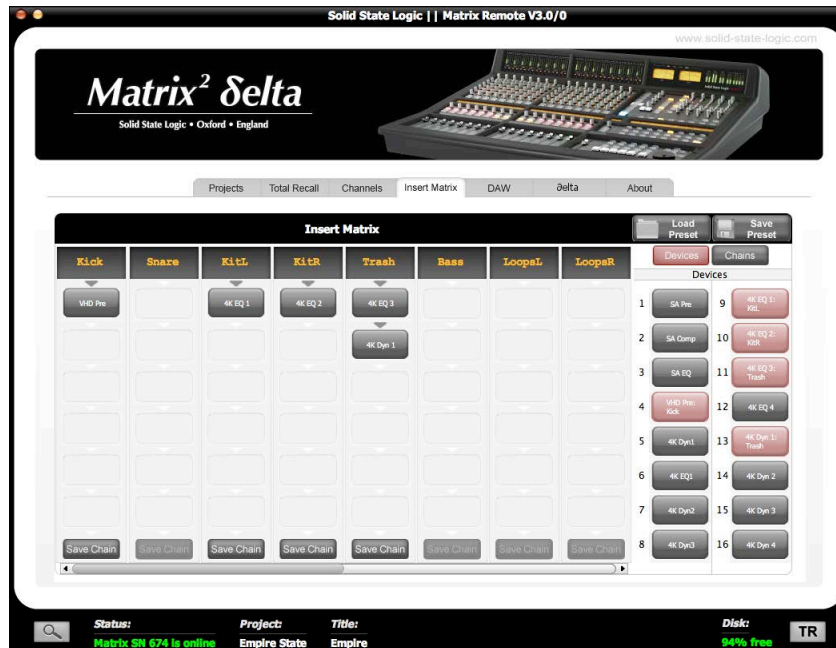 Solid State Logic || Matrix Remote V3.0/0
www.solid-state-logic.com
Matrix² δelta
Solid State Logic • Oxford • England
Projects Total Recall Channels Insert Matrix DAW ∂elta About
Insert Matrix
Load Preset
Save Preset
Kick Snare KitL KitR Trash Bass LoopsL LoopsR
Devices Chains
Devices
VHD Pre 4K EQ 1 4K EQ 2 4K EQ 3
4K Dyn 1
1 SA Pre 9 4K EQ 1: KitL
2 SA Comp 10 4K EQ 2: KitR
3 SA EQ 11 4K EQ 3: Trash
4 VHD Pre: Kick 12 4K EQ 4
5 4K Dyn1 13 4K Dyn 1: Trash
6 4K EQ1 14 4K Dyn 2
7 4K Dyn2 15 4K Dyn 3
8 4K Dyn3 16 4K Dyn 4
Save Chain Save Chain Save Chain Save Chain Save Chain Save Chain Save Chain Save Chain
Status: Project: Title: Disk:
Matrix SN 674 is online Empire State Empire 94% free
TR